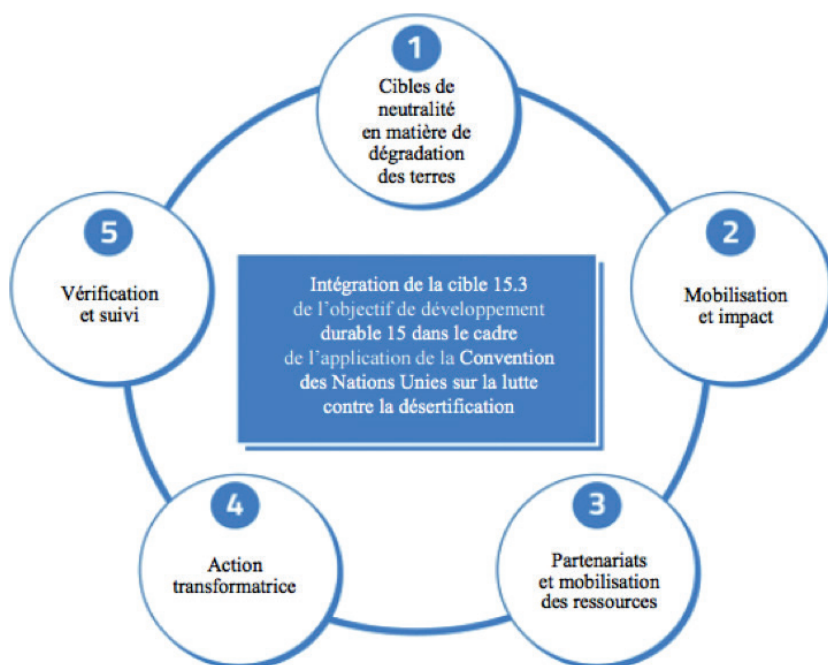 1
Cibles de
neutralité
en matière de
dégradation
des terres
2
Mobilisation
et impact
3
Partenariats
et mobilisation
des ressources
4
Action
transformatrice
5
Vérification
et suivi
Intégration de la cible 15.3
de l’objectif de développement
durable 15 dans le cadre
de l’application de la Convention
des Nations Unies sur la lutte
contre la désertification